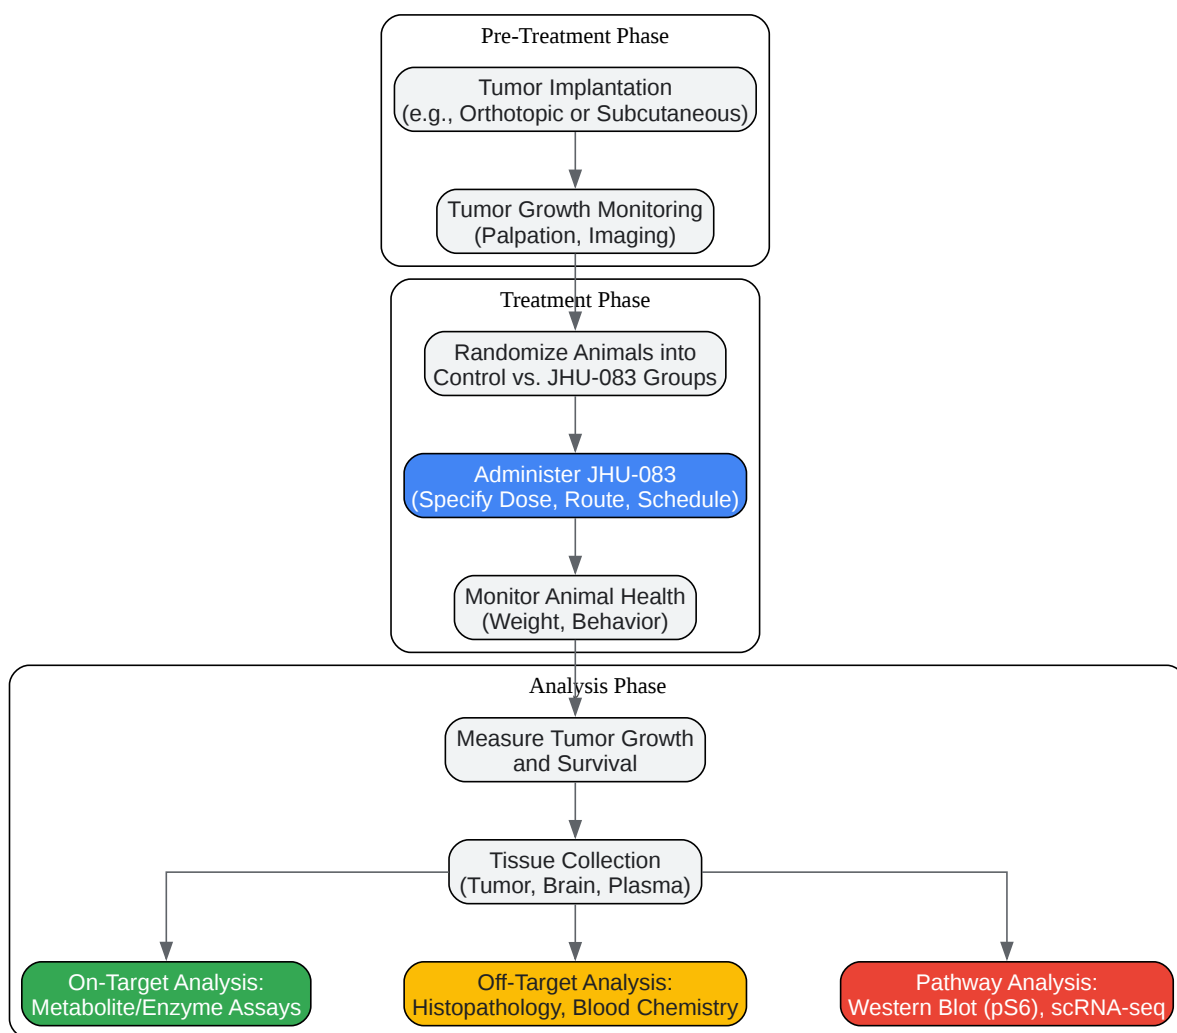 Pre-Treatment Phase
Tumor Implantation
(e.g., Orthotopic or Subcutaneous)
Tumor Growth Monitoring
(Palpation, Imaging)
Treatment Phase
Randomize Animals into
Control vs. JHU-083 Groups
Administer JHU-083
(Specify Dose, Route, Schedule)
Monitor Animal Health
(Weight, Behavior)
Analysis Phase
Measure Tumor Growth
and Survival
Tissue Collection
(Tumor, Brain, Plasma)
On-Target Analysis:
Metabolite/Enzyme Assays
Off-Target Analysis:
Histopathology, Blood Chemistry
Pathway Analysis:
Western Blot (pS6), scRNA-seq